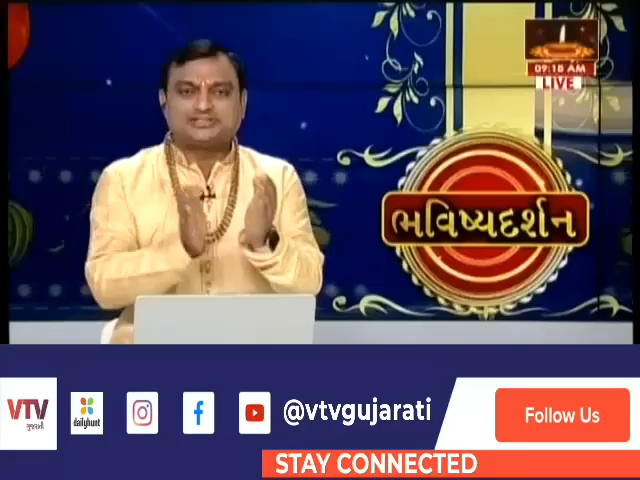 09:18 AM
LIVE
ભવિષ્યદર્શન
VTV
ગુજરાતી
dailyhunt
@vtvgujarati
Follow Us
STAY CONNECTED